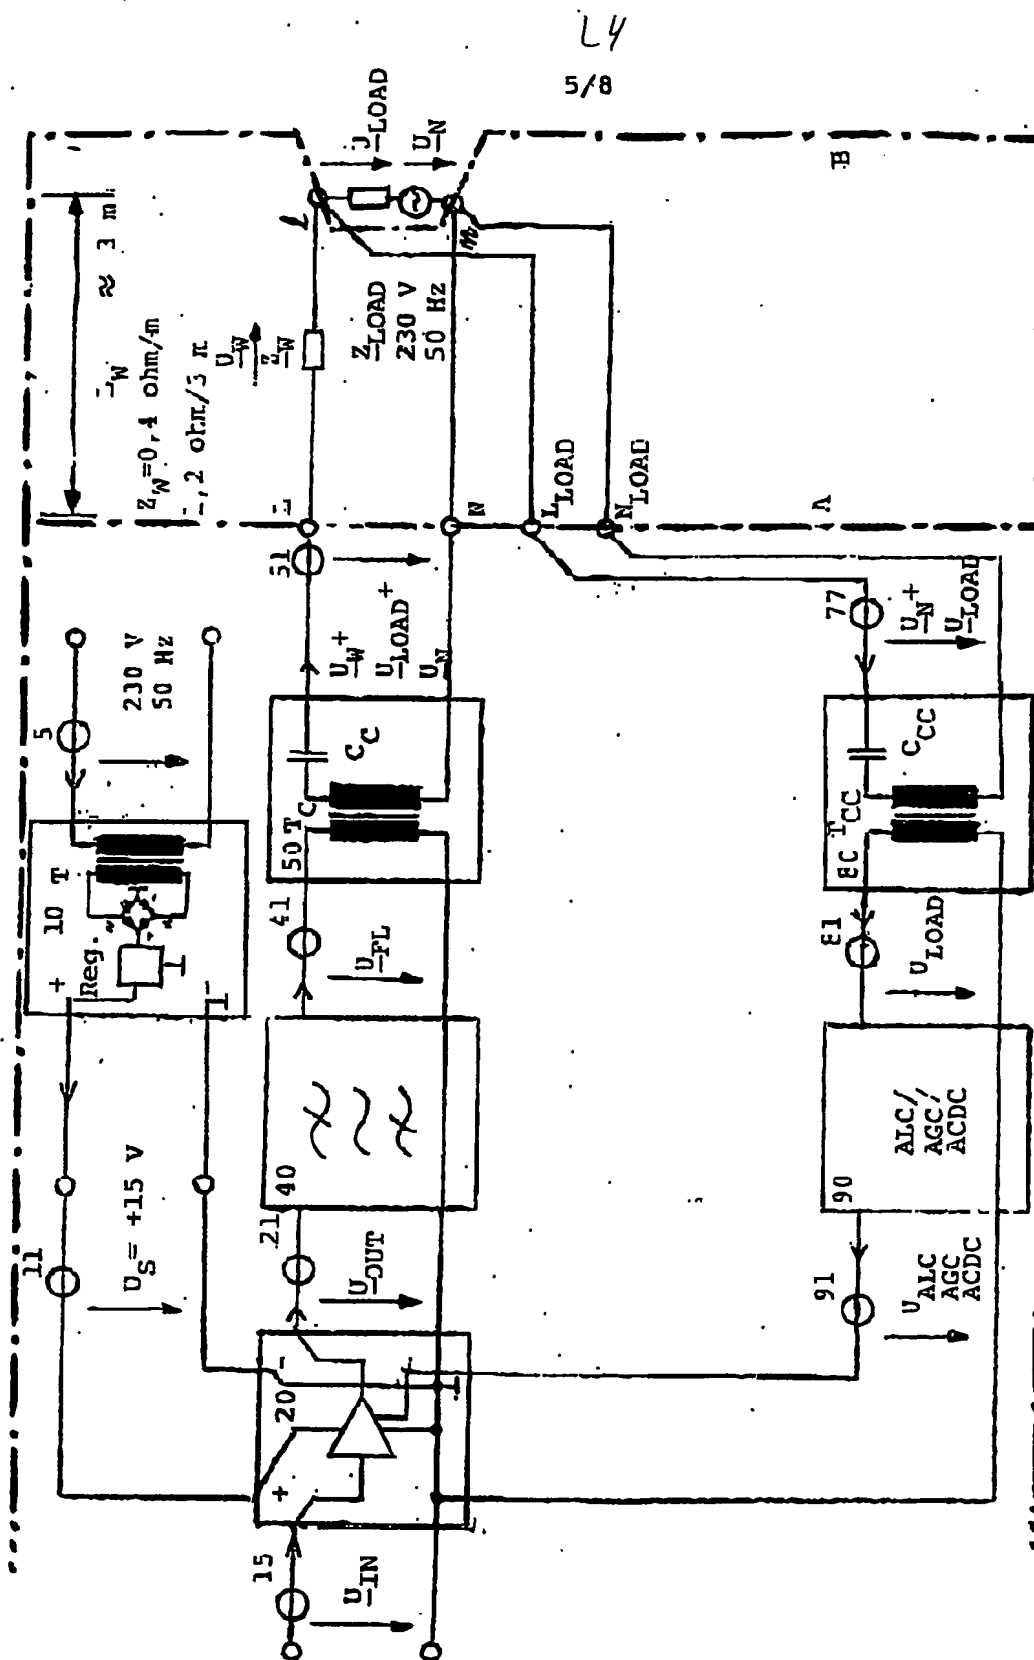 L4
5/8
≈ 3 m
Z_W=0,4 ohm/m
U_W
Z_W
l
U_N
m
Z_LOAD
230 V
50 Hz
B
N
L_LOAD
N_LOAD
A
5
230 V
50 Hz
U_W+
U_LOAD+
U_N
77
U_N+
U_LOAD
10 T
Reg.
+
-
50 T_C
C_C
T_CC
C_CC
41
U_FL
81
U_LOAD
11
U_S= +15 V
40
21
U_OUT
90
ALC/
AGC/
ACDC
91
U_ALC
AGC
ACDC
20
-
+
15
U_IN